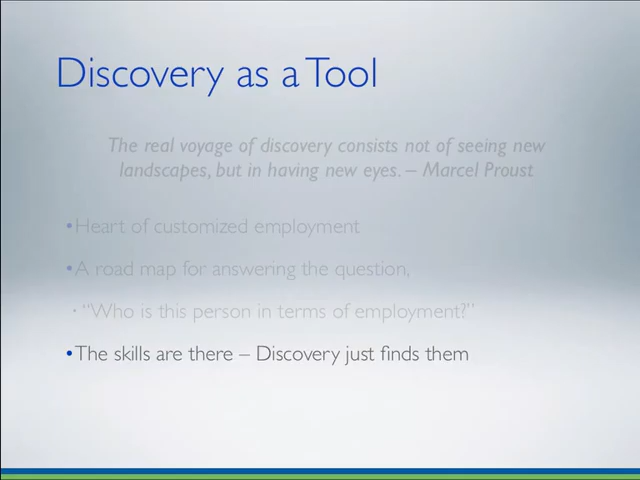 Discovery as a Tool
The real voyage of discovery consists not of seeing new
landscapes, but in having new eyes. – Marcel Proust
•Heart of customized employment
•A road map for answering the question,
· “Who is this person in terms of employment?”
•The skills are there – Discovery just finds them